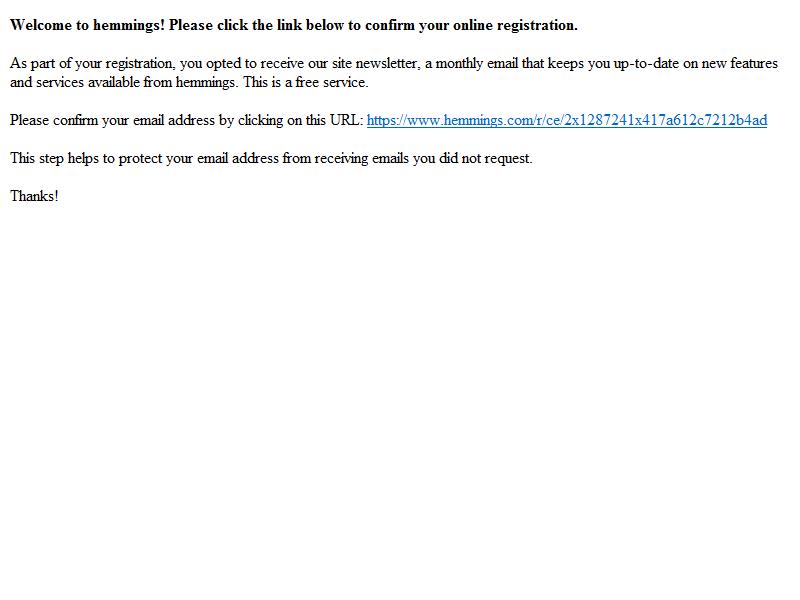 Welcome to hemmings! Please click the link below to confirm your online registration.
As part of your registration, you opted to receive our site newsletter, a monthly email that keeps you up-to-date on new features
and services available from hemmings. This is a free service.
Please confirm your email address by clicking on this URL: https://www.hemmings.com/r/ce/2x1287241x417a612c7212b4ad
This step helps to protect your email address from receiving emails you did not request.
Thanks!